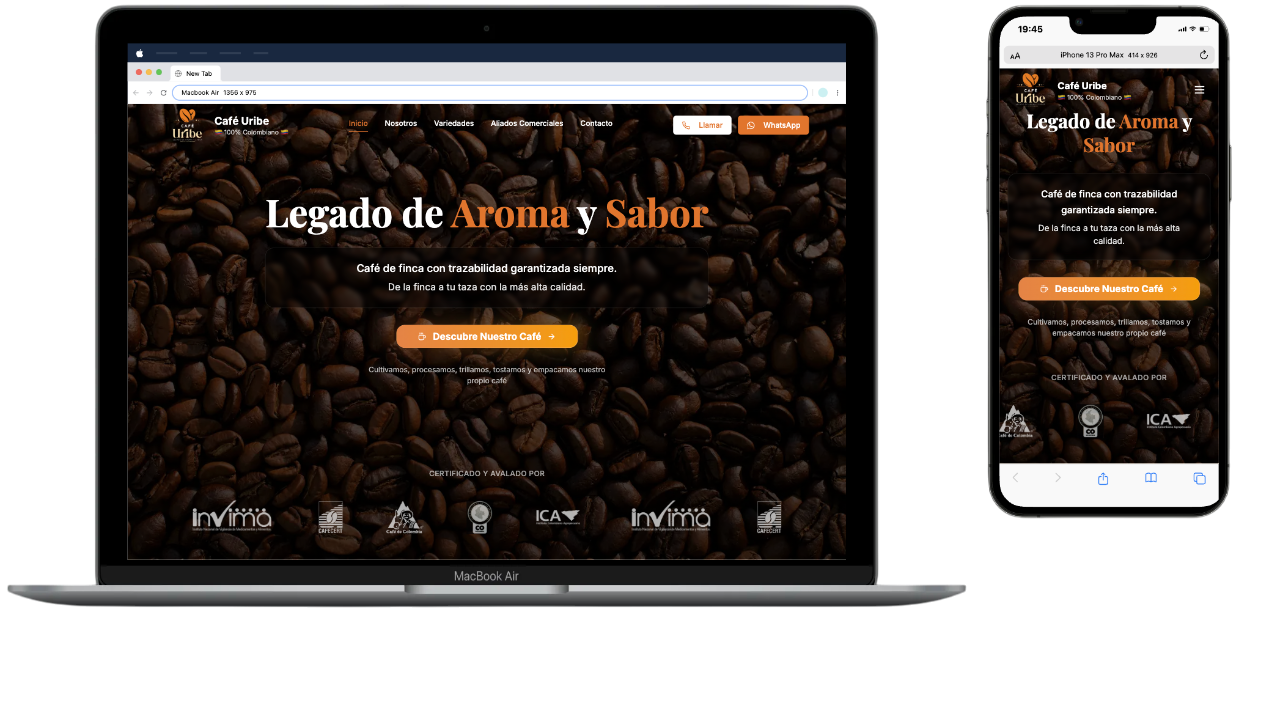 New Tab
Macbook Air 1356 x 975
CAFÉ
Uribe
Café Uribe
100% Colombiano
Inicio
Nosotros
Variedades
Aliados Comerciales
Contacto
Llamar
WhatsApp
Legado de Aroma y Sabor
Café de finca con trazabilidad garantizada siempre.
De la finca a tu taza con la más alta calidad.
Descubre Nuestro Café
Cultivamos, procesamos, trillamos, tostamos y empacamos nuestro
propio café
CERTIFICADO Y AVALADO POR
invima
CAFECERT
Café de Colombia
CO
ICA
invima
CAFECERT
MacBook Air
19:45
AA
iPhone 13 Pro Max 414 x 926
CAFÉ
Uribe
Café Uribe
100% Colombiano
Legado de Aroma y
Sabor
Café de finca con trazabilidad
garantizada siempre.
De la finca a tu taza con la más alta
calidad.
Descubre Nuestro Café
Cultivamos, procesamos, trillamos, tostamos y
empacamos nuestro propio café
CERTIFICADO Y AVALADO POR
afé de Colombia
CO
ICA